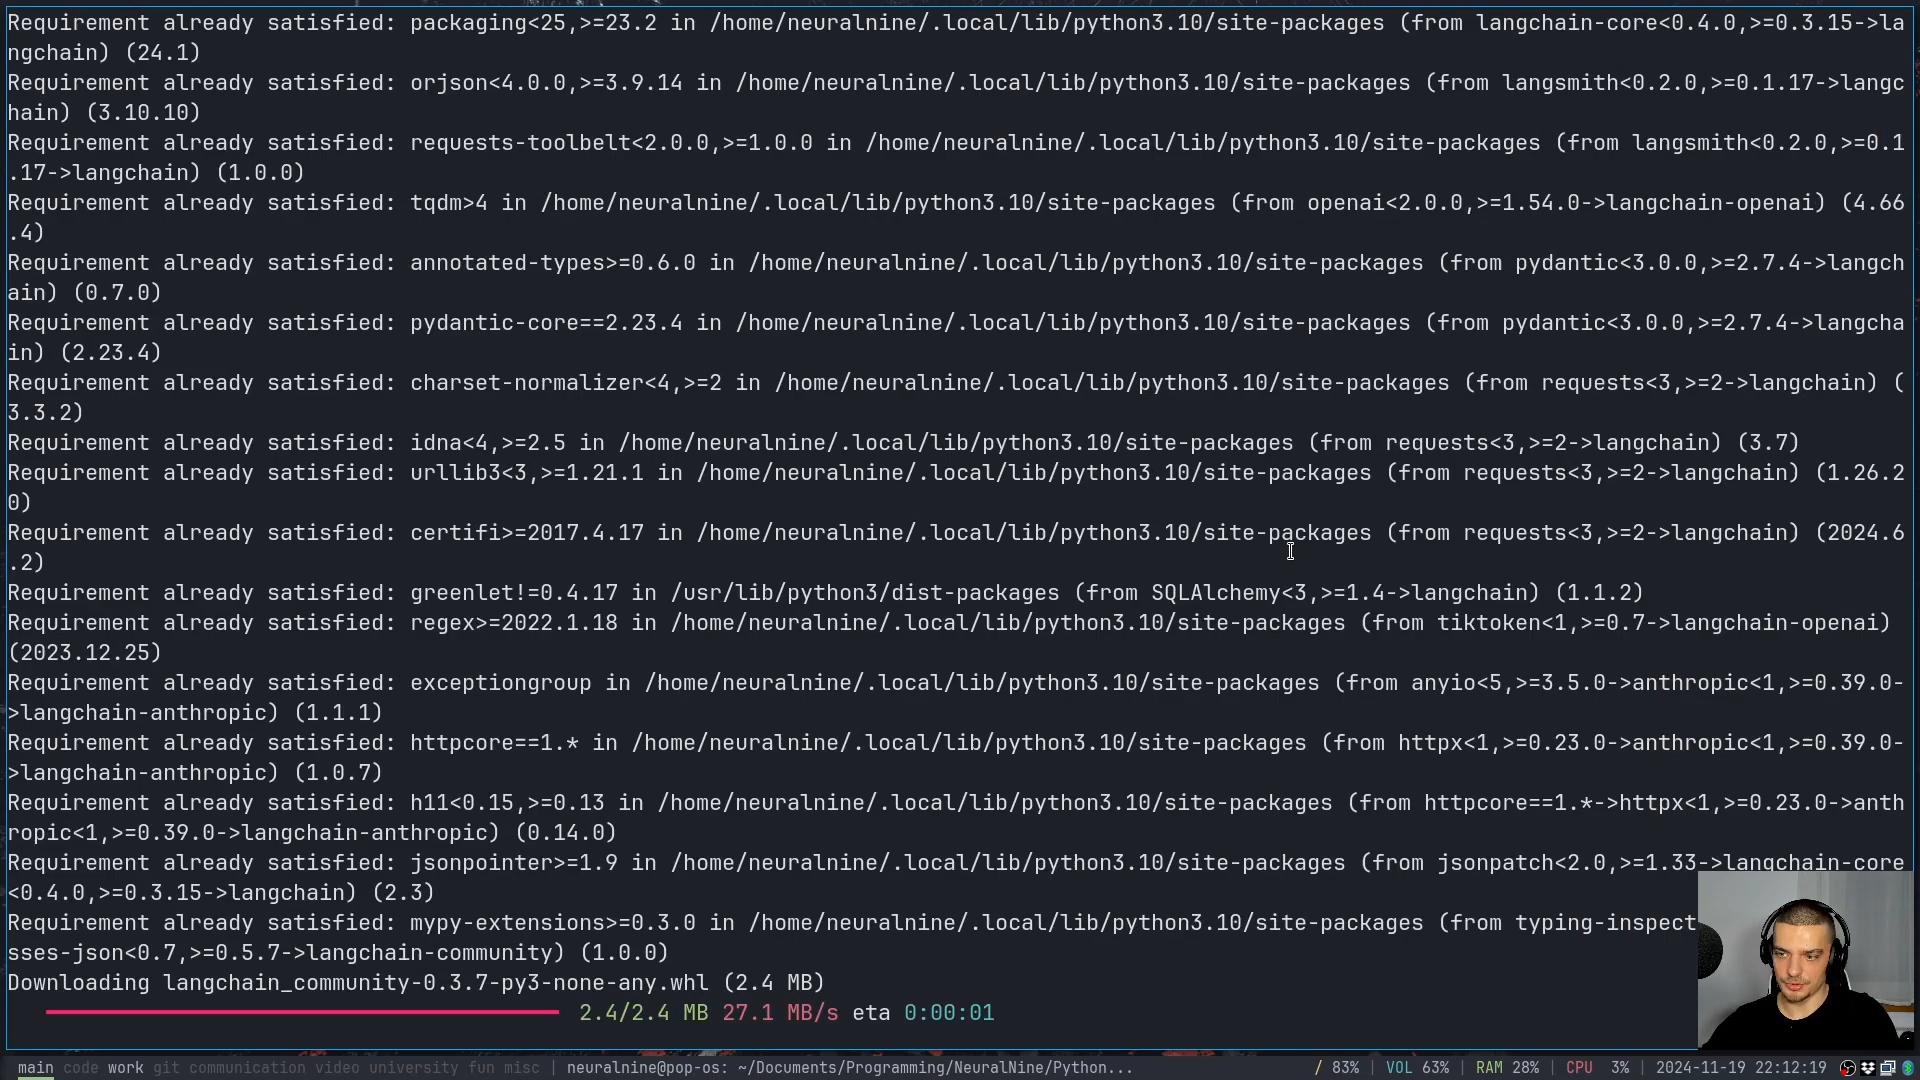 Requirement already satisfied: packaging<25,>=23.2 in /home/neuralnine/.local/lib/python3.10/site-packages (from langchain-core<0.4.0,>=0.3.15->la
ngchain) (24.1)
Requirement already satisfied: orjson<4.0.0,>=3.9.14 in /home/neuralnine/.local/lib/python3.10/site-packages (from langsmith<0.2.0,>=0.1.17->langc
hain) (3.10.10)
Requirement already satisfied: requests-toolbelt<2.0.0,>=1.0.0 in /home/neuralnine/.local/lib/python3.10/site-packages (from langsmith<0.2.0,>=0.1
.17->langchain) (1.0.0)
Requirement already satisfied: tqdm>4 in /home/neuralnine/.local/lib/python3.10/site-packages (from openai<2.0.0,>=1.54.0->langchain-openai) (4.66
.4)
Requirement already satisfied: annotated-types>=0.6.0 in /home/neuralnine/.local/lib/python3.10/site-packages (from pydantic<3.0.0,>=2.7.4->langch
ain) (0.7.0)
Requirement already satisfied: pydantic-core==2.23.4 in /home/neuralnine/.local/lib/python3.10/site-packages (from pydantic<3.0.0,>=2.7.4->langcha
in) (2.23.4)
Requirement already satisfied: charset-normalizer<4,>=2 in /home/neuralnine/.local/lib/python3.10/site-packages (from requests<3,>=2->langchain) (
3.3.2)
Requirement already satisfied: idna<4,>=2.5 in /home/neuralnine/.local/lib/python3.10/site-packages (from requests<3,>=2->langchain) (3.7)
Requirement already satisfied: urllib3<3,>=1.21.1 in /home/neuralnine/.local/lib/python3.10/site-packages (from requests<3,>=2->langchain) (1.26.2
0)
Requirement already satisfied: certifi>=2017.4.17 in /home/neuralnine/.local/lib/python3.10/site-packages (from requests<3,>=2->langchain) (2024.6
.2)
Requirement already satisfied: greenlet!=0.4.17 in /usr/lib/python3/dist-packages (from SQLAlchemy<3,>=1.4->langchain) (1.1.2)
Requirement already satisfied: regex>=2022.1.18 in /home/neuralnine/.local/lib/python3.10/site-packages (from tiktoken<1,>=0.7->langchain-openai)
(2023.12.25)
Requirement already satisfied: exceptiongroup in /home/neuralnine/.local/lib/python3.10/site-packages (from anyio<5,>=3.5.0->anthropic<1,>=0.39.0-
>langchain-anthropic) (1.1.1)
Requirement already satisfied: httpcore==1.* in /home/neuralnine/.local/lib/python3.10/site-packages (from httpx<1,>=0.23.0->anthropic<1,>=0.39.0-
>langchain-anthropic) (1.0.7)
Requirement already satisfied: h11<0.15,>=0.13 in /home/neuralnine/.local/lib/python3.10/site-packages (from httpcore==1.*->httpx<1,>=0.23.0->anth
ropic<1,>=0.39.0->langchain-anthropic) (0.14.0)
Requirement already satisfied: jsonpointer>=1.9 in /home/neuralnine/.local/lib/python3.10/site-packages (from jsonpatch<2.0,>=1.33->langchain-core
<0.4.0,>=0.3.15->langchain) (2.3)
Requirement already satisfied: mypy-extensions>=0.3.0 in /home/neuralnine/.local/lib/python3.10/site-packages (from typing-inspect
sses-json<0.7,>=0.5.7->langchain-community) (1.0.0)
Downloading langchain_community-0.3.7-py3-none-any.whl (2.4 MB)
2.4/2.4 MB 27.1 MB/s eta 0:00:01
main code work git communication video university fun misc | neuralnine@pop-os: ~/Documents/Programming/NeuralNine/Python... / 83% | VOL 63% | RAM 28% | CPU 3% | 2024-11-19 22:12:19